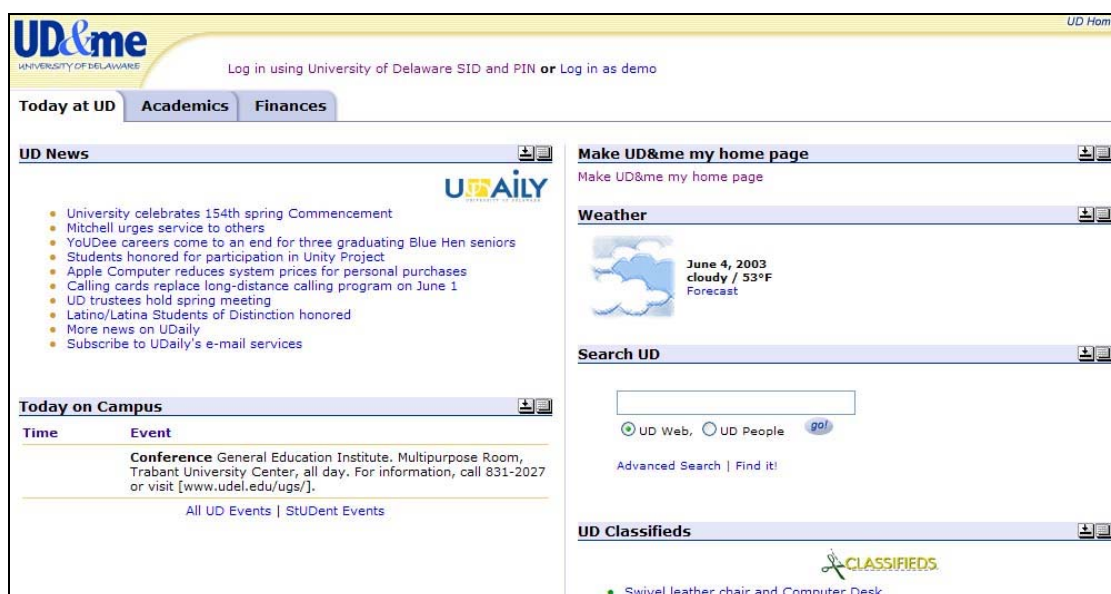 UD Hom
UD&me
UNIVERSITY OF DELAWARE
Log in using University of Delaware SID and PIN or Log in as demo
Today at UD Academics Finances
UD News
UDAiLY
University celebrates 154th spring Commencement
Mitchell urges service to others
YoUDee careers come to an end for three graduating Blue Hen seniors
Students honored for participation in Unity Project
Apple Computer reduces system prices for personal purchases
Calling cards replace long-distance calling program on June 1
UD trustees hold spring meeting
Latino/Latina Students of Distinction honored
More news on UDaily
Subscribe to UDaily's e-mail services
Today on Campus
Time Event
Conference General Education Institute. Multipurpose Room,
Trabant University Center, all day. For information, call 831-2027
or visit [www.udel.edu/ugs/].
All UD Events | StUDent Events
Make UD&me my home page
Make UD&me my home page
Weather
June 4, 2003
cloudy / 53°F
Forecast
Search UD
UD Web, UD People go!
Advanced Search | Find it!
UD Classifieds
CLASSIFIEDS
Swivel leather chair and Computer Desk